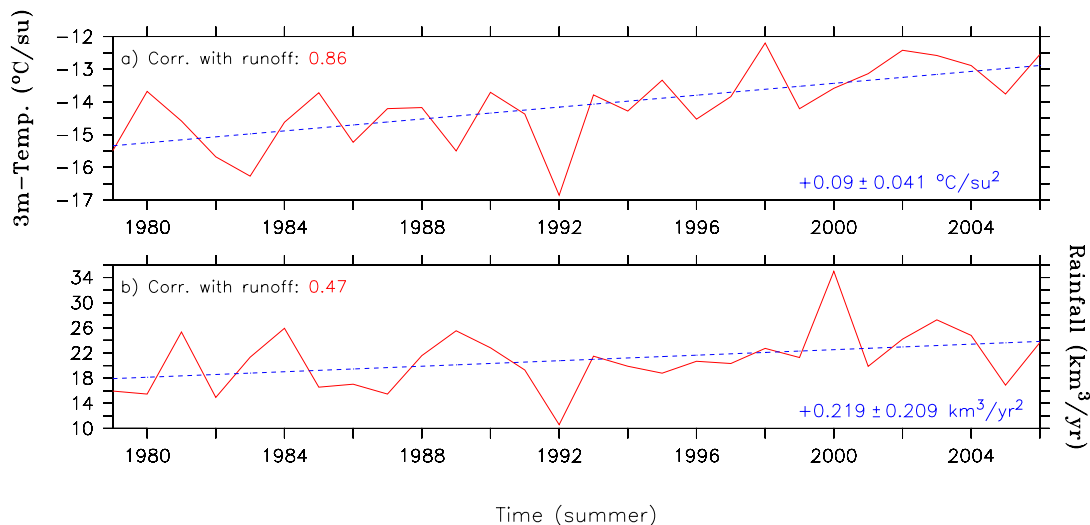 3m-Temp. (ºC/su)
-12
-13
-14
-15
-16
-17
a) Corr. with runoff: 0.86
+0.09 ± 0.041 ºC/su²
1980 1984 1988 1992 1996 2000 2004
34
30
26
22
18
14
10
b) Corr. with runoff: 0.47
+0.219 ± 0.209 km³/yr²
Rainfall (km³/yr)
1980 1984 1988 1992 1996 2000 2004
Time (summer)